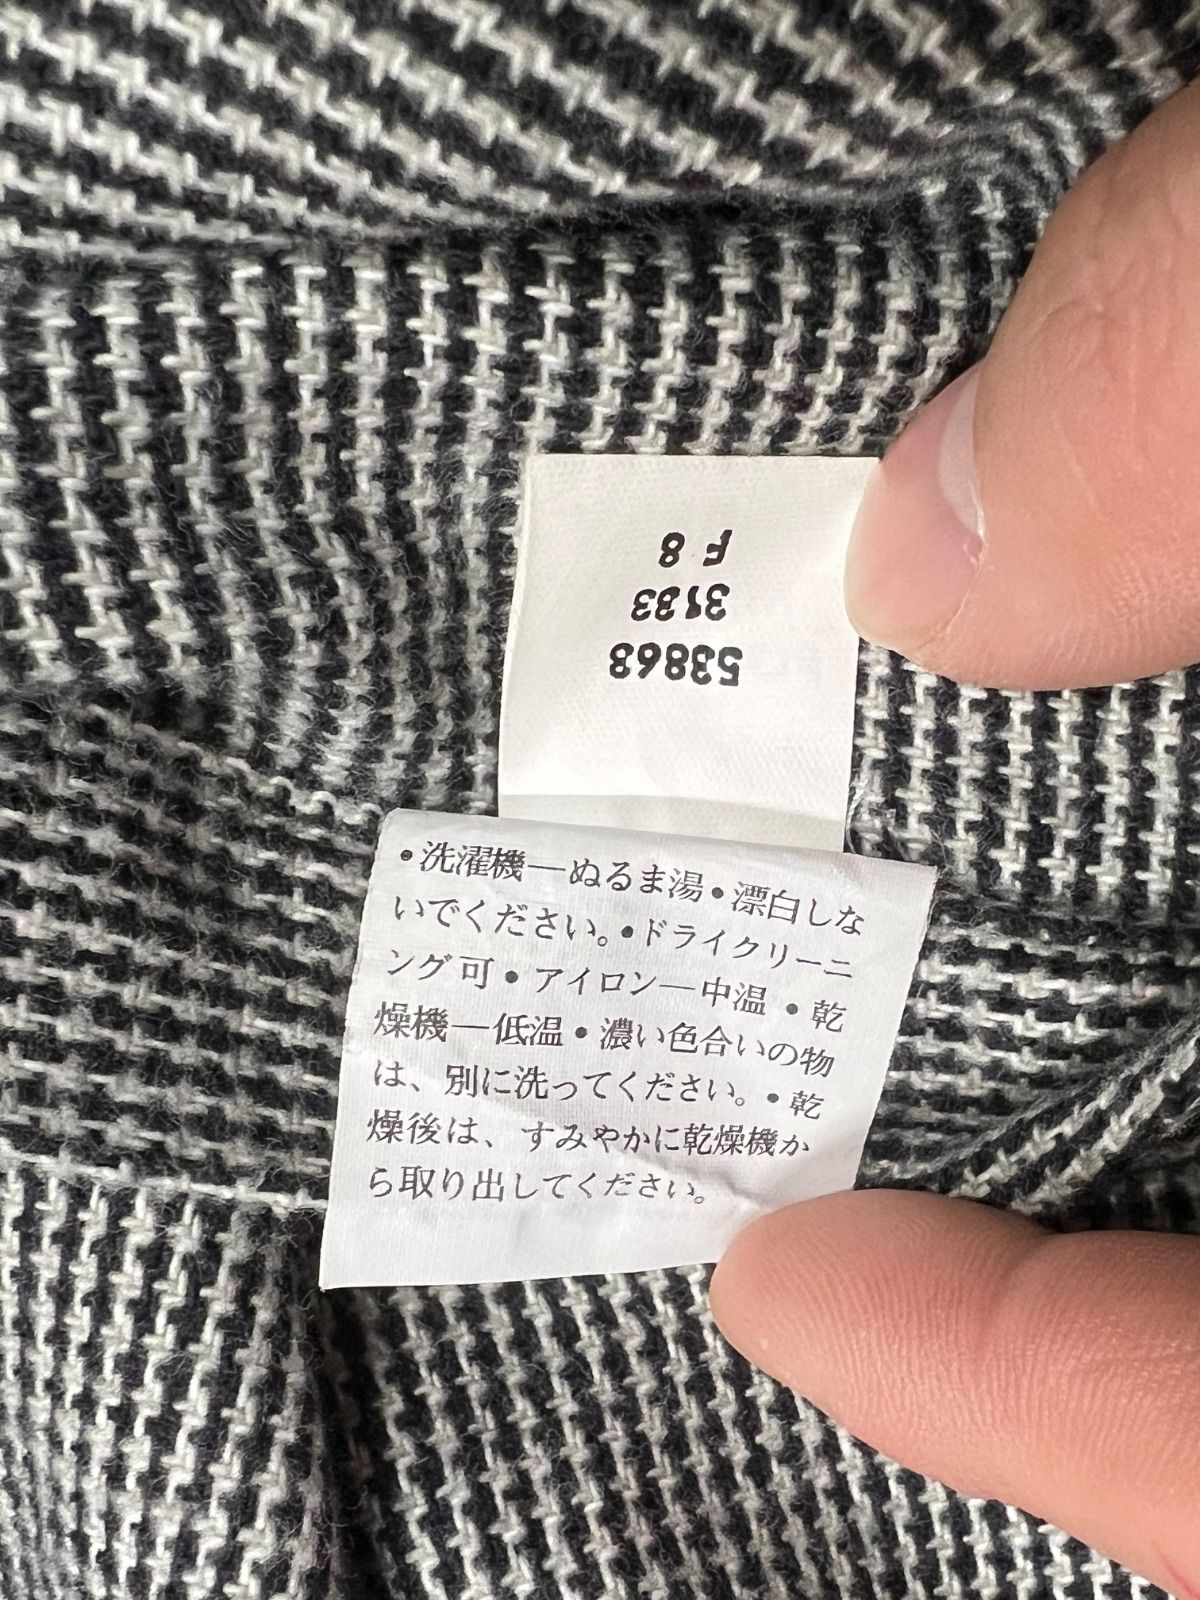 53863
3133
F 8
•洗濯機—ぬるま湯•漂白しな
いでください。•ドライクリーニ
ング可•アイロン—中温•乾
燥機—低温•濃い色合いの物
は、別に洗ってください。•乾
燥後は、すみやかに乾燥機か
ら取り出してください。